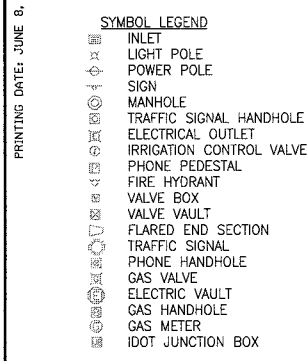 PRINTING DATE: JUNE 8,
SYMBOL LEGEND
INLET
LIGHT POLE
POWER POLE
SIGN
MANHOLE
TRAFFIC SIGNAL HANDHOLE
ELECTRICAL OUTLET
IRRIGATION CONTROL VALVE
PHONE PEDESTAL
FIRE HYDRANT
VALVE BOX
VALVE VAULT
FLARED END SECTION
TRAFFIC SIGNAL
PHONE HANDHOLE
GAS VALVE
ELECTRIC VAULT
GAS HANDHOLE
GAS METER
IDOT JUNCTION BOX